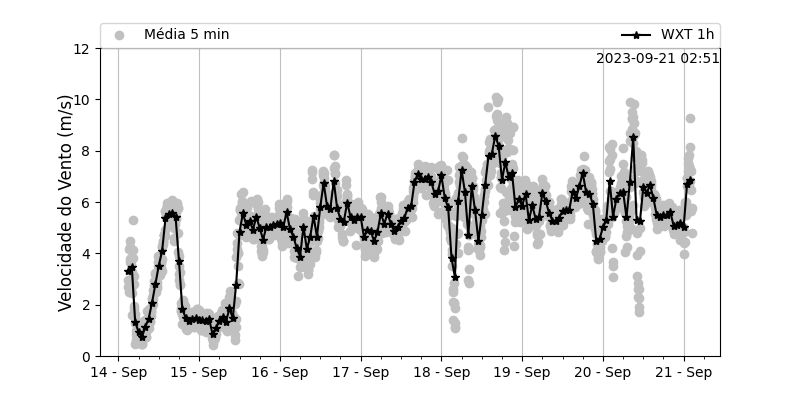 Média 5 min
WXT 1h
2023-09-21 02:51
Velocidade do Vento (m/s)
12
10
8
6
4
2
0
14 - Sep
15 - Sep
16 - Sep
17 - Sep
18 - Sep
19 - Sep
20 - Sep
21 - Sep